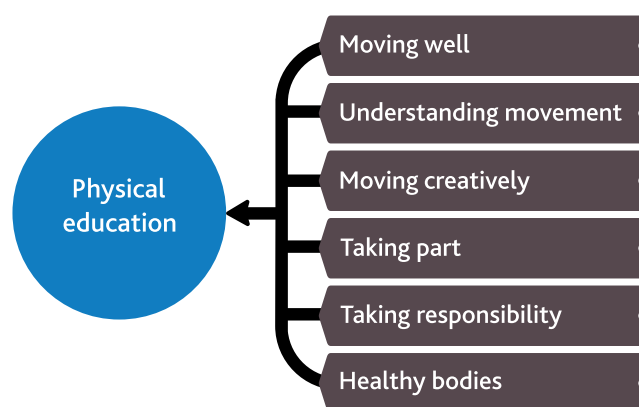 Physical
education
Moving well
Understanding movement
Moving creatively
Taking part
Taking responsibility
Healthy bodies